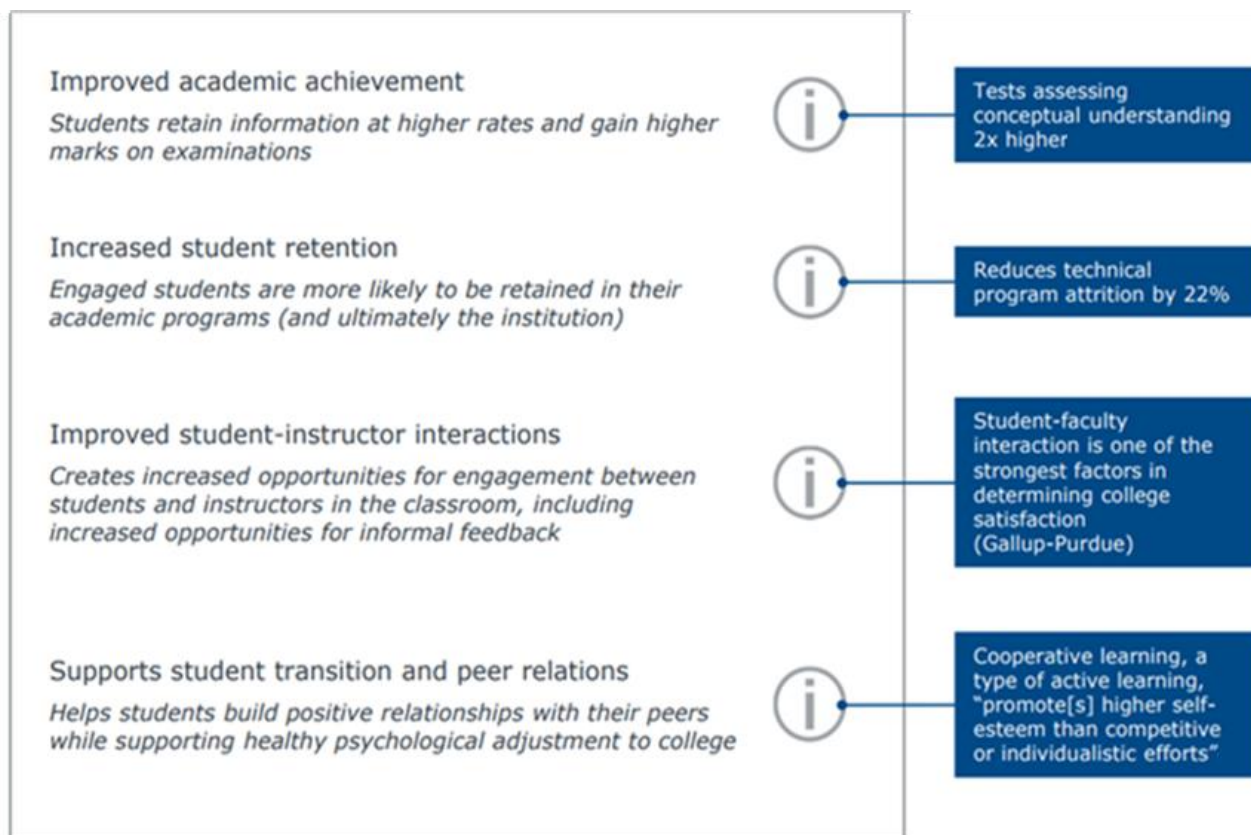 Improved academic achievement
Students retain information at higher rates and gain higher
marks on examinations
Tests assessing
conceptual understanding
2x higher
Increased student retention
Engaged students are more likely to be retained in their
academic programs (and ultimately the institution)
Reduces technical
program attrition by 22%
Improved student-instructor interactions
Creates increased opportunities for engagement between
students and instructors in the classroom, including
increased opportunities for informal feedback
Student-faculty
interaction is one of the
strongest factors in
determining college
satisfaction
(Gallup-Purdue)
Supports student transition and peer relations
Helps students build positive relationships with their peers
while supporting healthy psychological adjustment to college
Cooperative learning, a
type of active learning,
“promote[s] higher self-
esteem than competitive
or individualistic efforts”